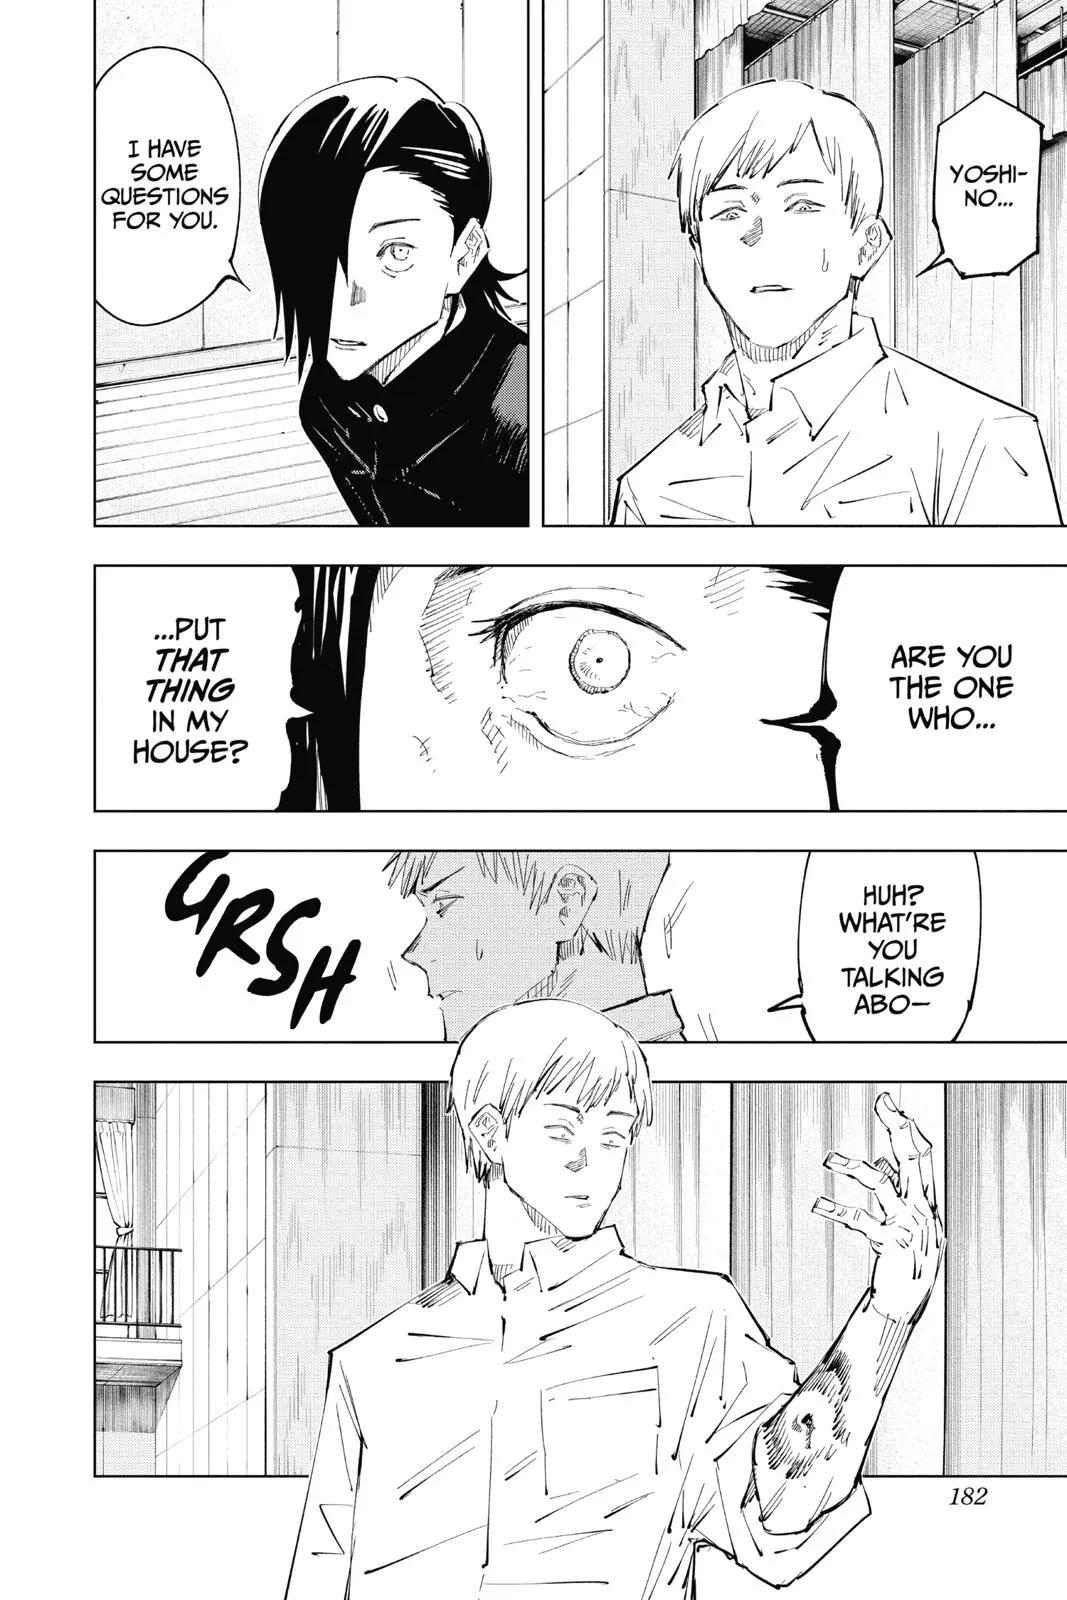 YOSHI-
NO...
I HAVE
SOME
QUESTIONS
FOR YOU.
ARE YOU
THE ONE
WHO...
...PUT
THAT
THING
IN MY
HOUSE?
HUH?
WHAT'RE
YOU
TALKING
ABO–
GRSH
182